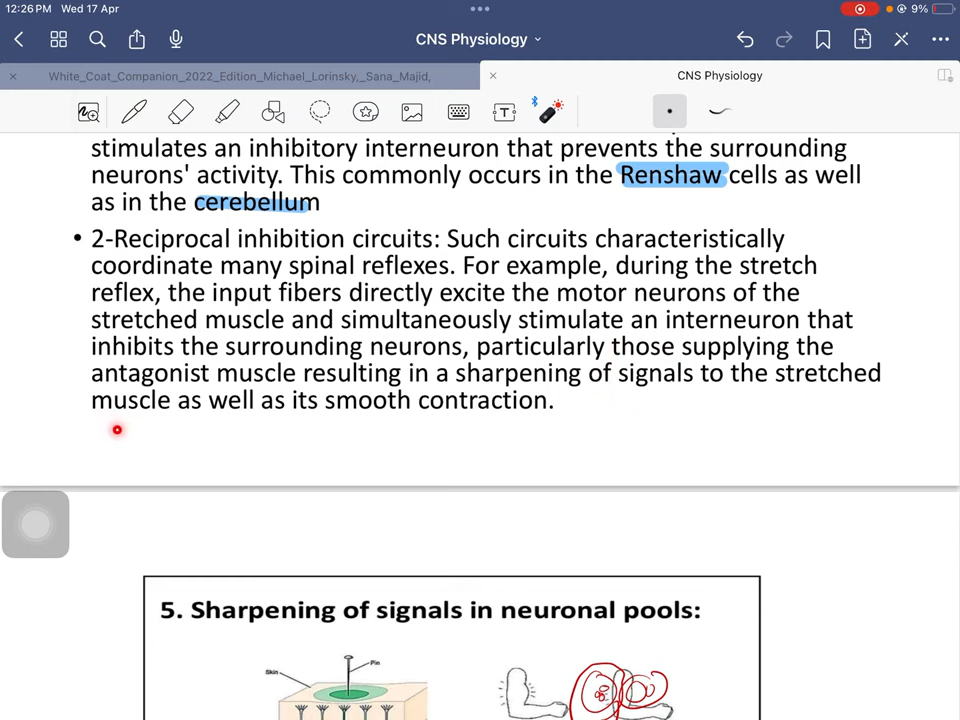 12:26 PM Wed 17 Apr
9%
CNS Physiology
White_Coat_Companion_2022_Edition_Michael_Lorinsky,_Sana_Majid,
CNS Physiology
stimulates an inhibitory interneuron that prevents the surrounding
neurons' activity. This commonly occurs in the Renshaw cells as well
as in the cerebellum
• 2-Reciprocal inhibition circuits: Such circuits characteristically
coordinate many spinal reflexes. For example, during the stretch
reflex, the input fibers directly excite the motor neurons of the
stretched muscle and simultaneously stimulate an interneuron that
inhibits the surrounding neurons, particularly those supplying the
antagonist muscle resulting in a sharpening of signals to the stretched
muscle as well as its smooth contraction.
5. Sharpening of signals in neuronal pools:
Skin
Pin